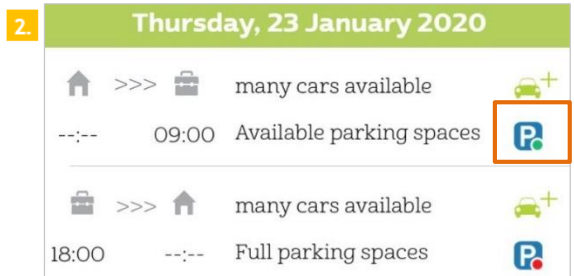 2. Thursday, 23 January 2020
>>> many cars available +
--:-- 09:00 Available parking spaces P
>>> many cars available +
18:00 --:-- Full parking spaces P